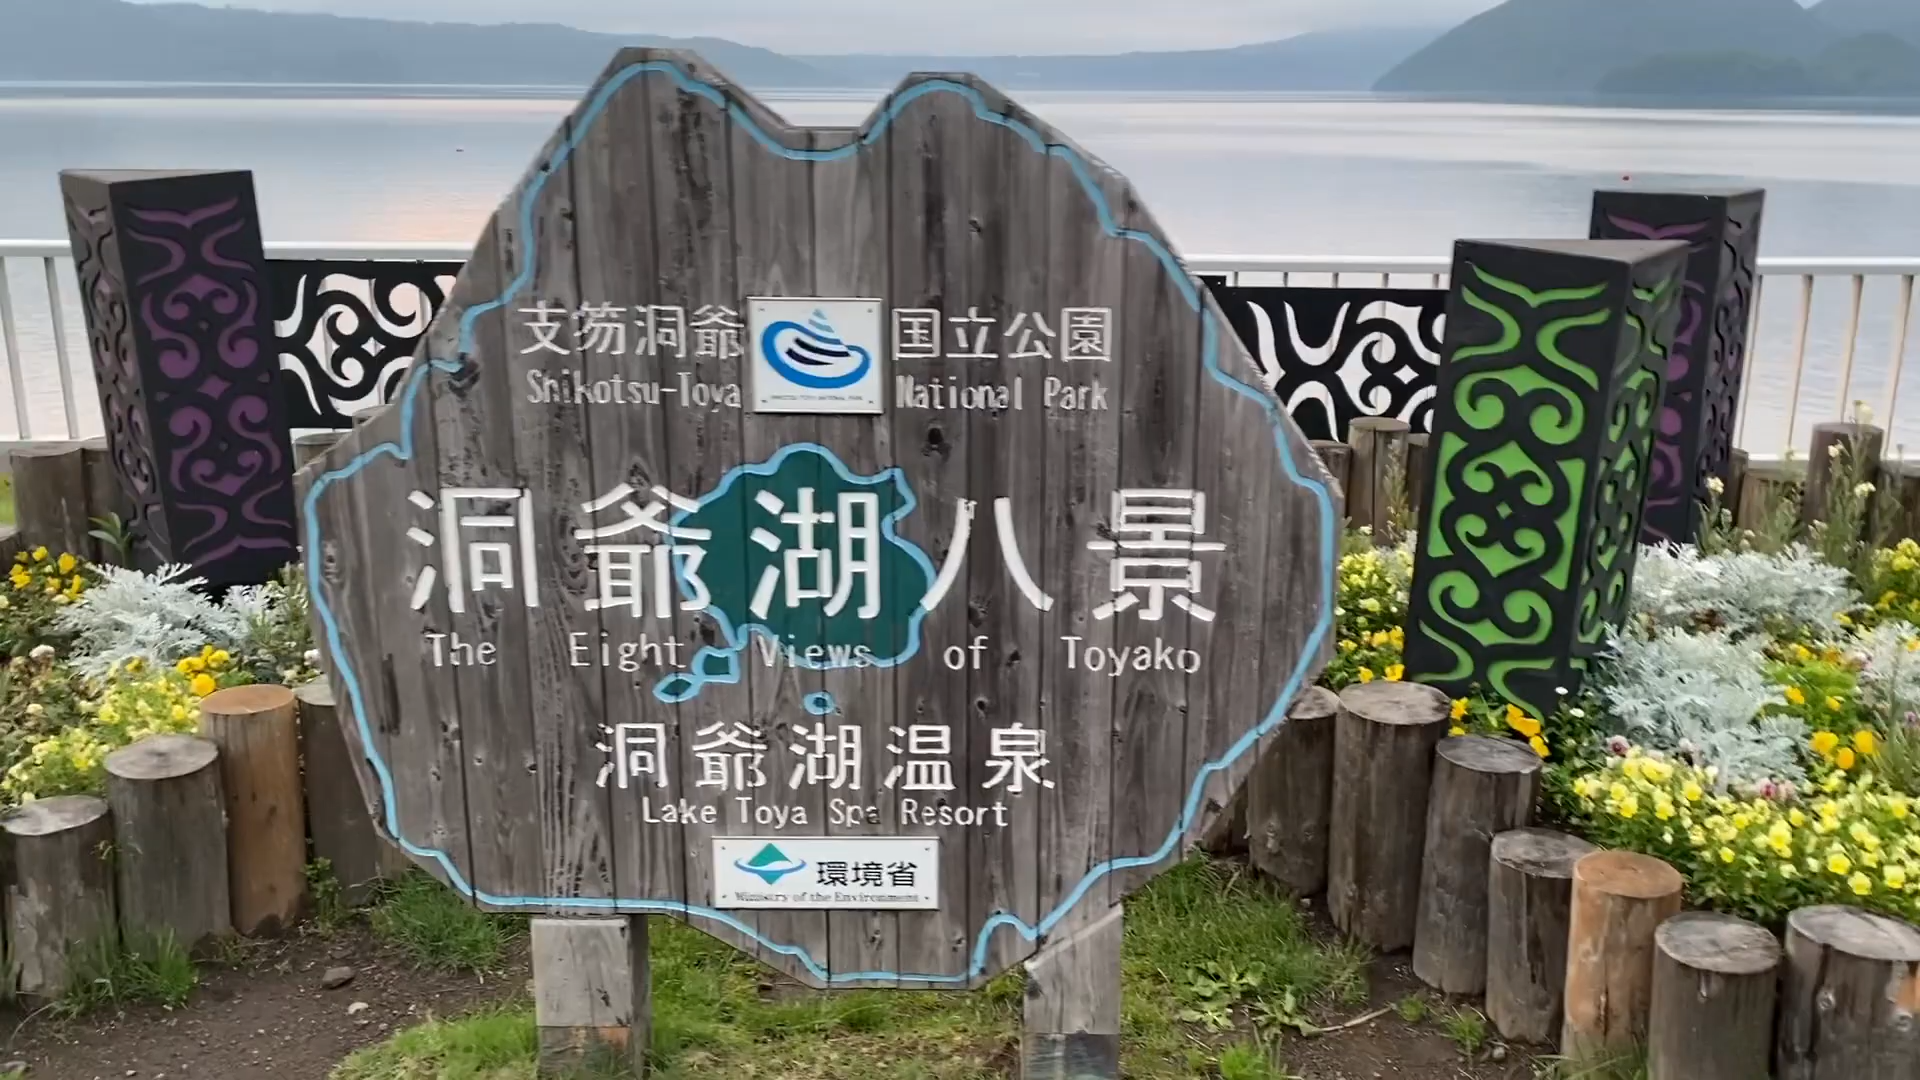 支笏洞爺 国立公園
Shikotsu-Toya National Park
洞爺湖八景
The Eight Views of Toyako
洞爺湖温泉
Lake Toya Spa Resort
環境省
Ministry of the Environment